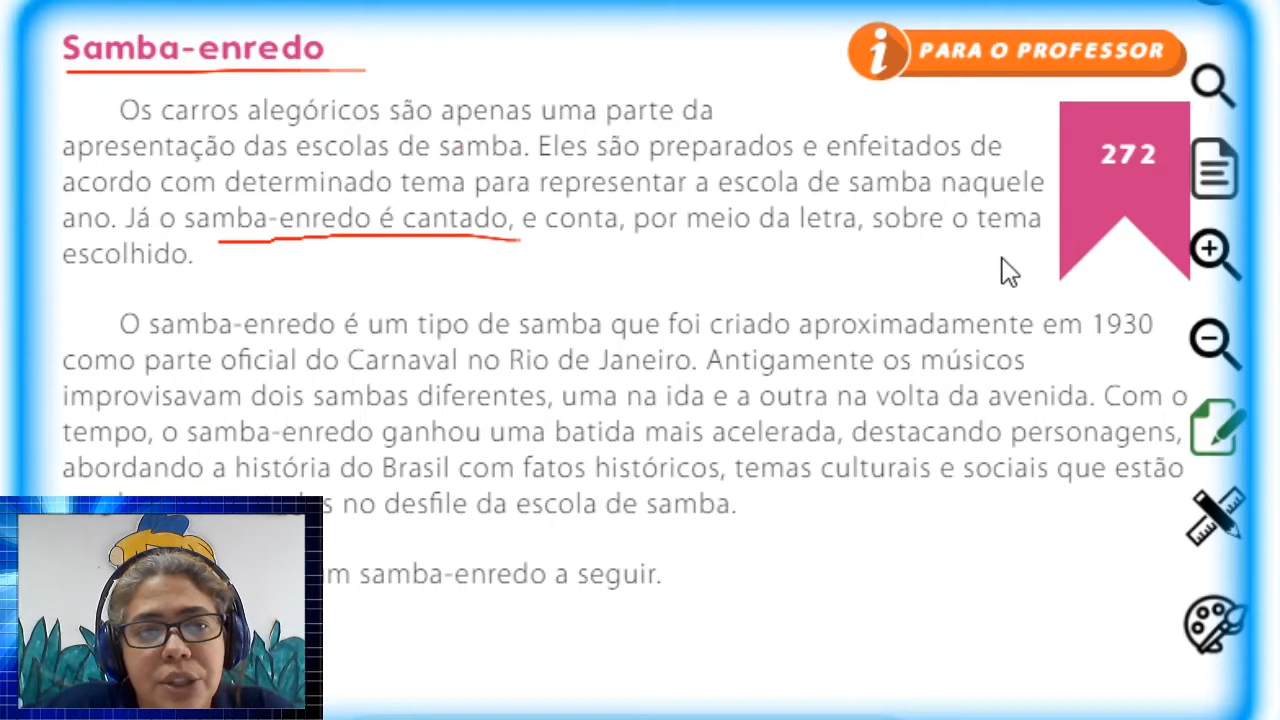 Samba-enredo
PARA O PROFESSOR
Os carros alegóricos são apenas uma parte da
apresentação das escolas de samba. Eles são preparados e enfeitados de
acordo com determinado tema para representar a escola de samba naquele
ano. Já o samba-enredo é cantado, e conta, por meio da letra, sobre o tema
escolhido.
272
O samba-enredo é um tipo de samba que foi criado aproximadamente em 1930
como parte oficial do Carnaval no Rio de Janeiro. Antigamente os músicos
improvisavam dois sambas diferentes, uma na ida e a outra na volta da avenida. Com o
tempo, o samba-enredo ganhou uma batida mais acelerada, destacando personagens,
abordando a história do Brasil com fatos históricos, temas culturais e sociais que estão
no desfile da escola de samba.
samba-enredo a seguir.